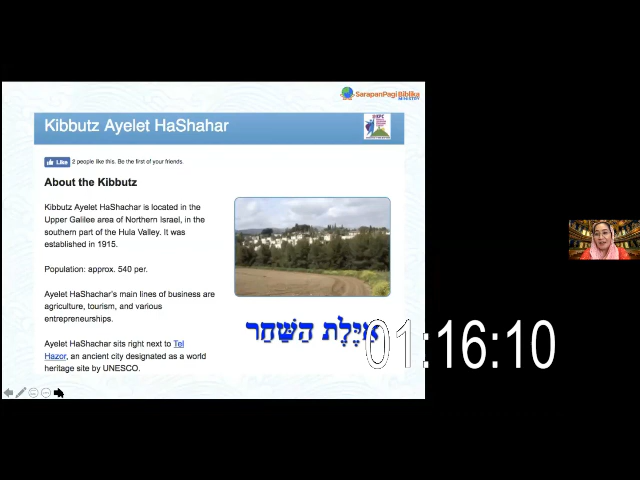 SarapanPagiBiblika
MINISTRY
Kibbutz Ayelet HaShahar
Like 2 people like this. Be the first of your friends.
About the Kibbutz
Kibbutz Ayelet HaShachar is located in the
Upper Galilee area of Northern Israel, in the
southern part of the Hula Valley. It was
established in 1915.
Population: approx. 540 per.
Ayelet HaShachar's main lines of business are
agriculture, tourism, and various
entrepreneurships.
Ayelet HaShachar sits right next to Tel
Hazor, an ancient city designated as a world
heritage site by UNESCO.
אַיֶּלֶת הַשַּׁחַר
01:16:10